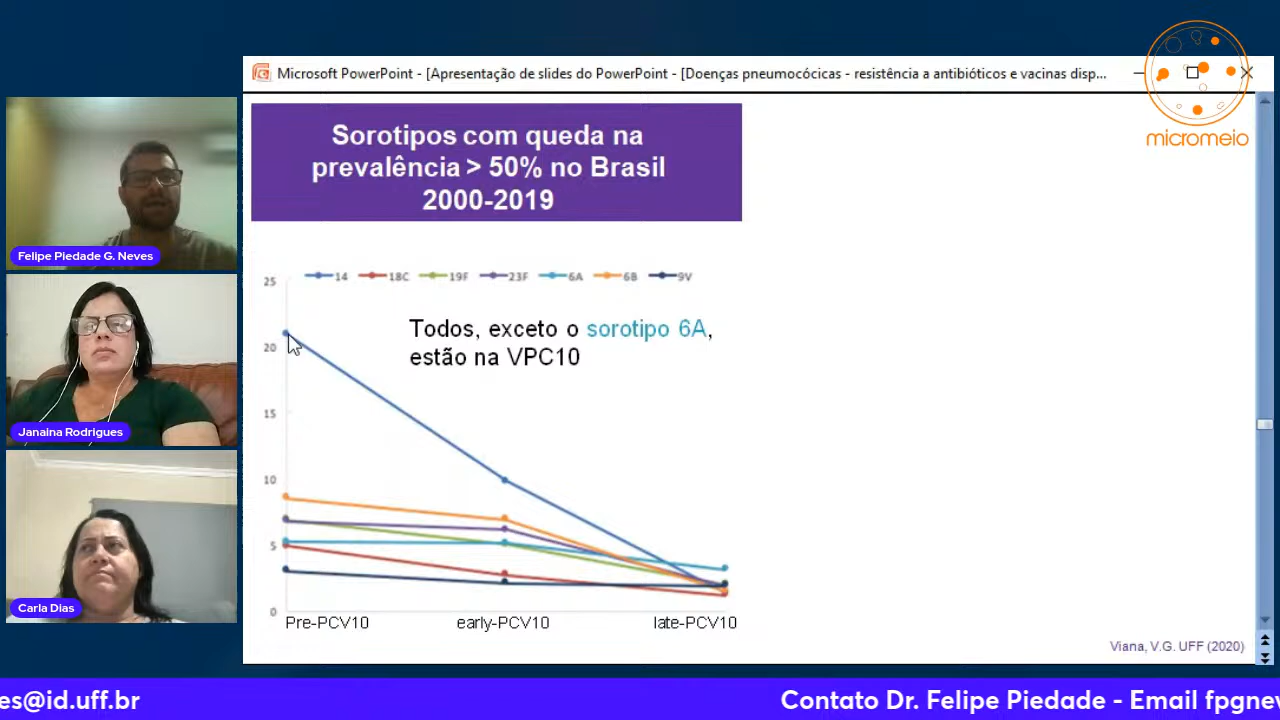 Microsoft PowerPoint - [Apresentação de slides do PowerPoint - [Doenças pneumocócicas - resistência a antibióticos e vacinas disp...
micromeio
Sorotipos com queda na
prevalência > 50% no Brasil
2000-2019
Felipe Piedade G. Neves
Janaina Rodrigues
Carla Dias
14 18C 19F 23F 6A 6B 9V
Todos, exceto o sorotipo 6A,
estão na VPC10
25
20
15
10
5
0
Pre-PCV10 early-PCV10 late-PCV10
Viana, V.G. UFF (2020)
es@id.uff.br Contato Dr. Felipe Piedade - Email fpgnev